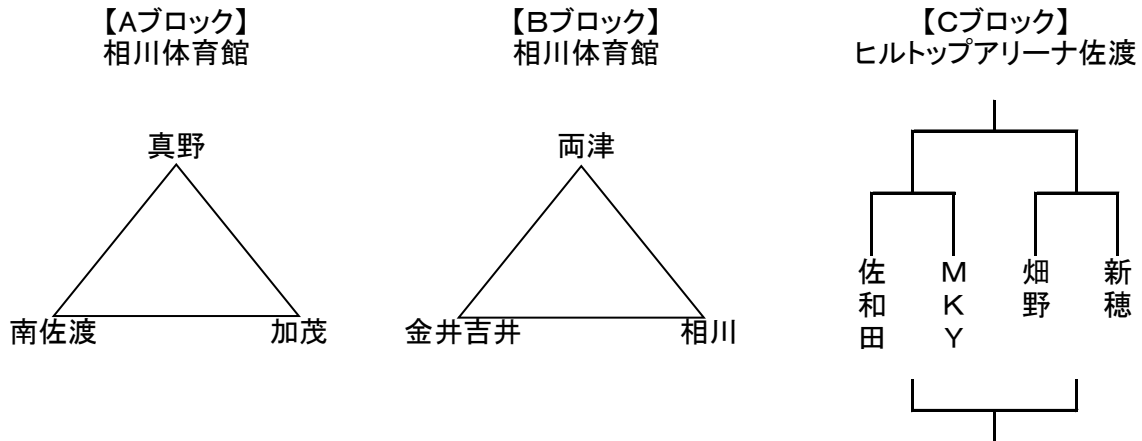 【Aブロック】
相川体育館
真野
南佐渡
加茂
【Bブロック】
相川体育館
両津
金井吉井
相川
【Cブロック】
ヒルトップアリーナ佐渡
佐和田
MKY
畑野
新穂